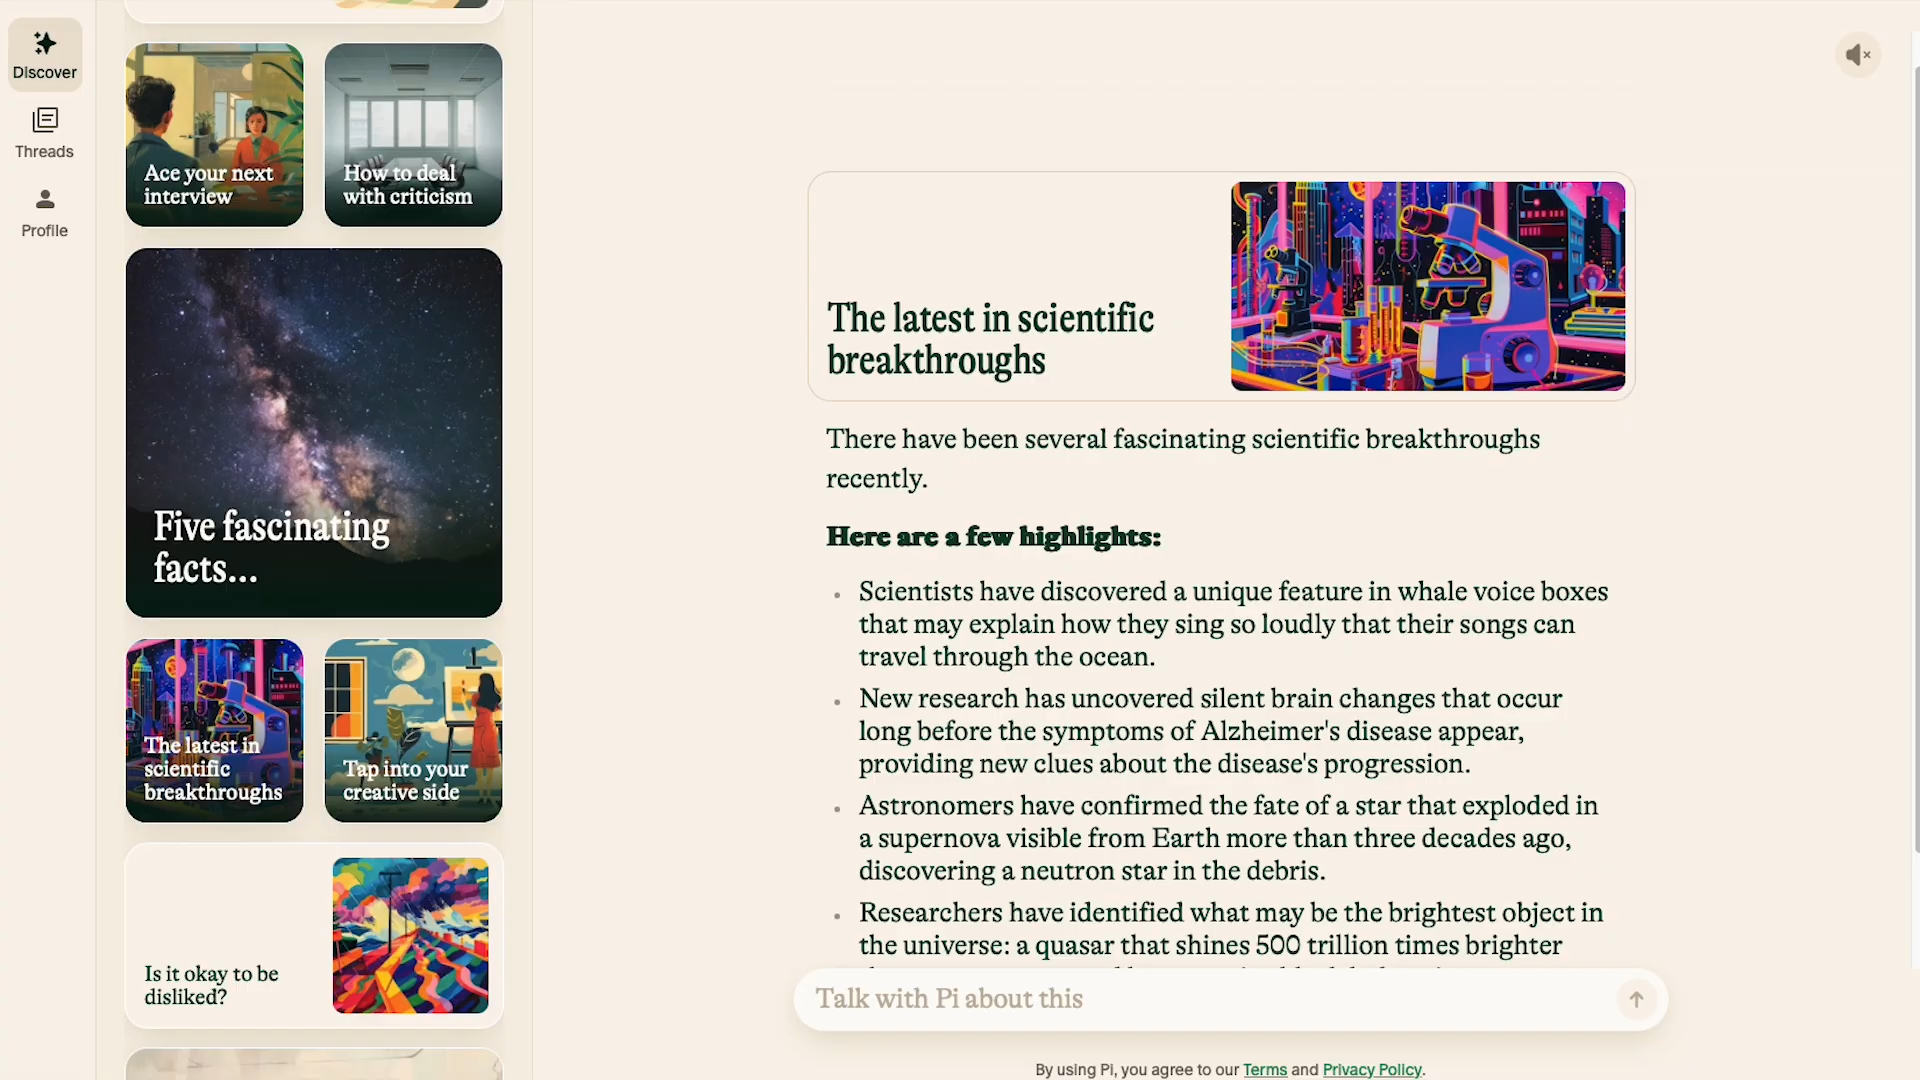 Discover
Threads
Profile
Ace your next
interview
How to deal
with criticism
Five fascinating
facts...
The latest in
scientific
breakthroughs
Tap into your
creative side
Is it okay to be
disliked?
The latest in scientific
breakthroughs
There have been several fascinating scientific breakthroughs
recently.
Here are a few highlights:
Scientists have discovered a unique feature in whale voice boxes
that may explain how they sing so loudly that their songs can
travel through the ocean.
New research has uncovered silent brain changes that occur
long before the symptoms of Alzheimer's disease appear,
providing new clues about the disease's progression.
Astronomers have confirmed the fate of a star that exploded in
a supernova visible from Earth more than three decades ago,
discovering a neutron star in the debris.
Researchers have identified what may be the brightest object in
the universe: a quasar that shines 500 trillion times brighter
Talk with Pi about this
By using Pi, you agree to our Terms and Privacy Policy.